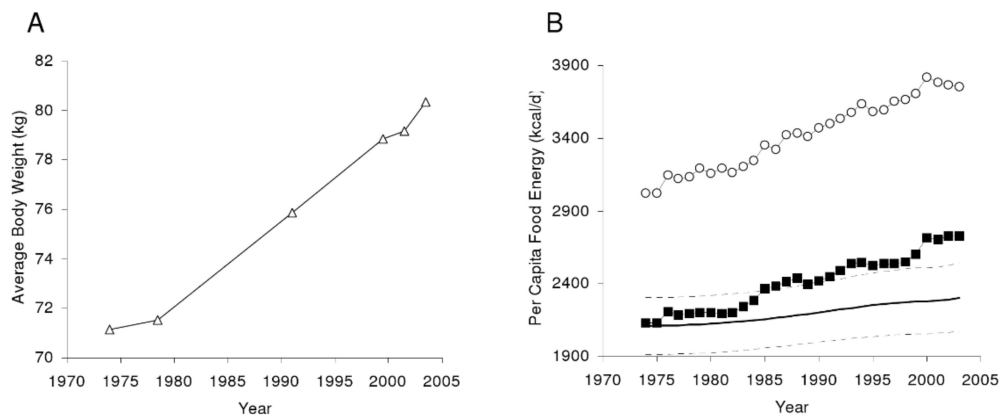 A
Average Body Weight (kg)
82
80
78
76
74
72
70
1970 1975 1980 1985 1990 1995 2000 2005
Year
B
Per Capita Food Energy (kcal/d)
3900
3400
2900
2400
1900
1970 1975 1980 1985 1990 1995 2000 2005
Year